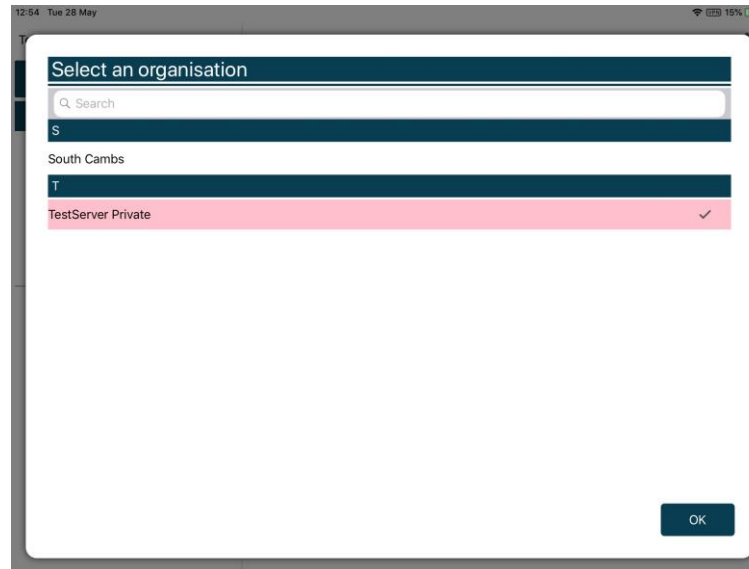 12:54 Tue 28 May 15%
Select an organisation
Search
S
South Cambs
T
TestServer Private
OK